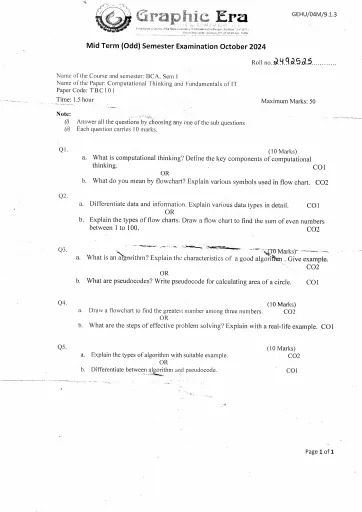 GEHU/04M/9.1.3
Graphic Era
Mid Term (Odd) Semester Examination October 2024
Roll no. 2492525............
Name of the Course and semester: BCA, Sem 1
Name of the Paper: Computational Thinking and Fundamentals of IT
Paper Code: TBC101
Time: 1.5 hour Maximum Marks: 50
Note:
(i) Answer all the questions by choosing any one of the sub questions
(ii) Each question carries 10 marks.
Q1. (10 Marks)
a. What is computational thinking? Define the key components of computational
thinking. CO1
OR
b. What do you mean by flowchart? Explain various symbols used in flow chart. CO2
Q2.
a. Differentiate data and information. Explain various data types in detail. CO1
OR
b. Explain the types of flow charts. Draw a flow chart to find the sum of even numbers
between 1 to 100. CO2
Q3. (10 Marks)
a. What is an algorithm? Explain the characteristics of a good algorithm . Give example.
CO2
OR
b. What are pseudocodes? Write pseudocode for calculating area of a circle. CO1
Q4. (10 Marks)
a. Draw a flowchart to find the greatest number among three numbers. CO2
OR
b. What are the steps of effective problem solving? Explain with a real-life example. CO1
Q5. (10 Marks)
a. Explain the types of algorithm with suitable example. CO2
OR
b. Differentiate between algorithm and pseudocode. CO1
Page 1 of 1